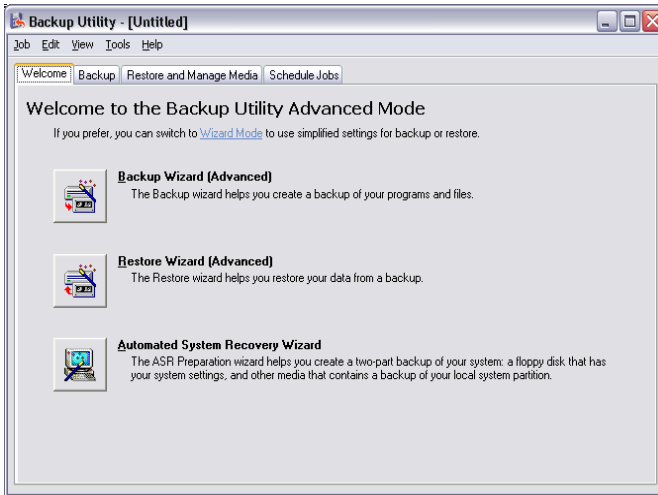 Backup Utility - [Untitled]
Job Edit View Tools Help
Welcome Backup Restore and Manage Media Schedule Jobs
Welcome to the Backup Utility Advanced Mode
If you prefer, you can switch to Wizard Mode to use simplified settings for backup or restore.
Backup Wizard (Advanced)
The Backup wizard helps you create a backup of your programs and files.
Restore Wizard (Advanced)
The Restore wizard helps you restore your data from a backup.
Automated System Recovery Wizard
The ASR Preparation wizard helps you create a two-part backup of your system: a floppy disk that has
your system settings, and other media that contains a backup of your local system partition.